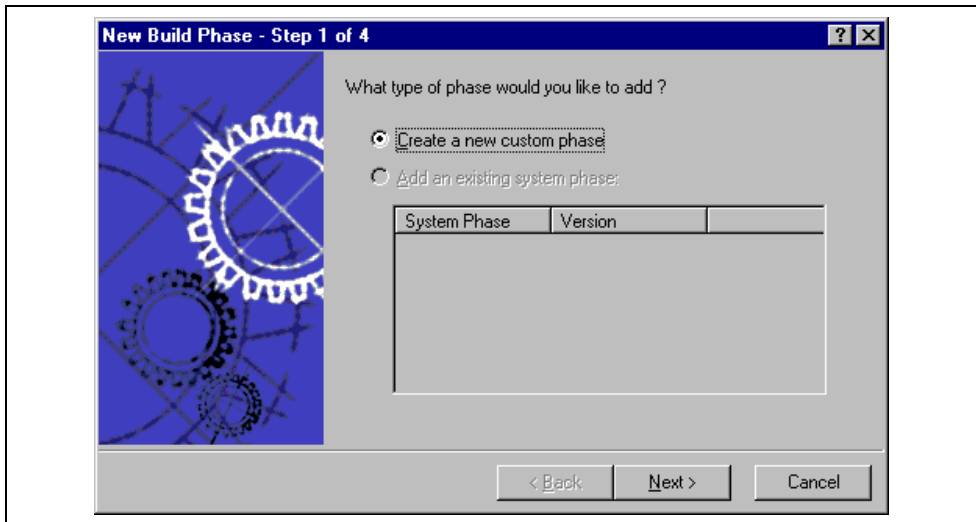 New Build Phase - Step 1 of 4
What type of phase would you like to add ?
Create a new custom phase
Add an existing system phase:
System Phase Version
< Back Next > Cancel